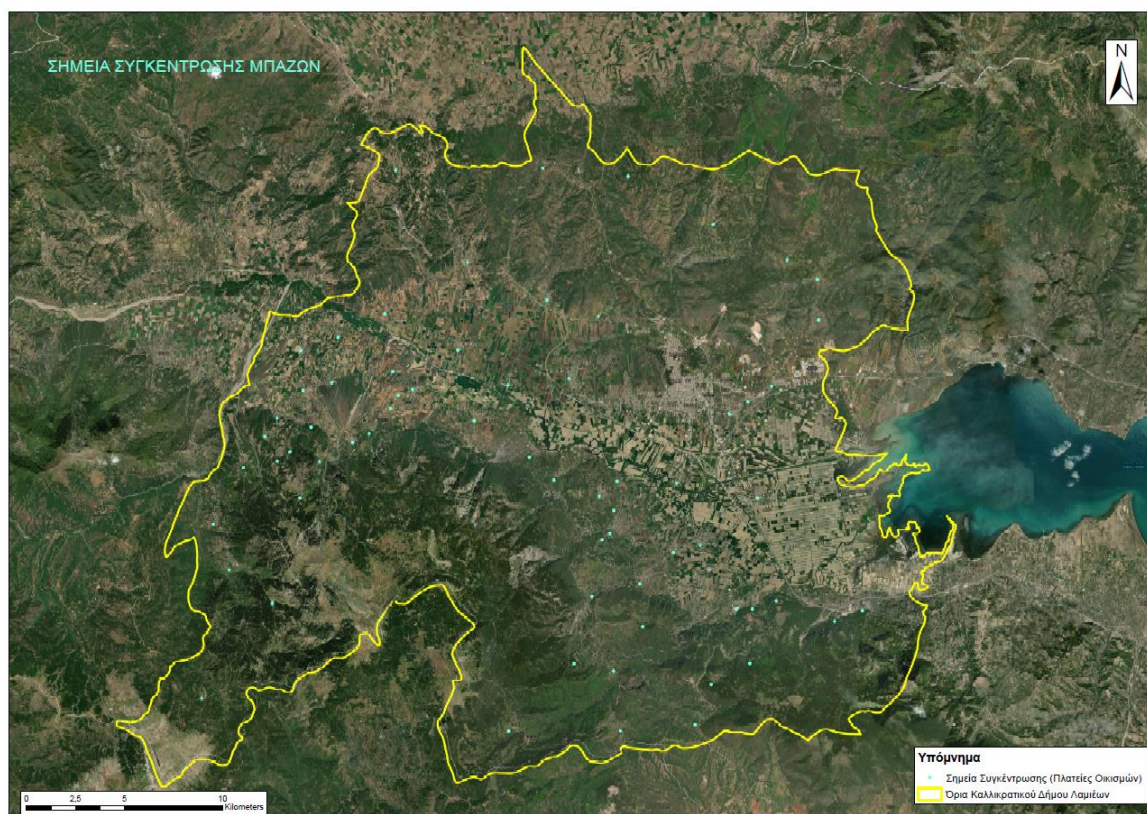 ΣΗΜΕΙΑ ΣΥΓΚΕΝΤΡΩΣΗΣ ΜΠΑΖΩΝ
N
Υπόμνημα
Σημεία Συγκέντρωσης (Πλατείες Οικισμών)
Όρια Καλλικρατικού Δήμου Λαμιέων
0 2,5 5 10
Kilometers